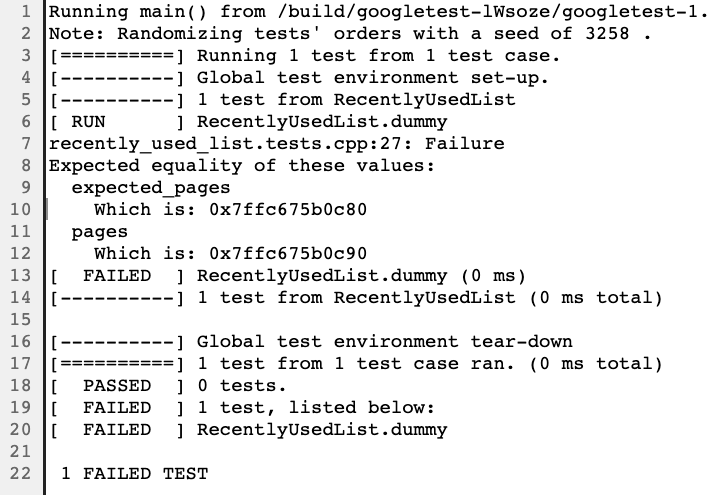 1 Running main() from /build/googletest-lWsoze/googletest-1.
2 Note: Randomizing tests' orders with a seed of 3258 .
3 [==========] Running 1 test from 1 test case.
4 [----------] Global test environment set-up.
5 [----------] 1 test from RecentlyUsedList
6 [ RUN      ] RecentlyUsedList.dummy
7 recently_used_list.tests.cpp:27: Failure
8 Expected equality of these values:
9   expected_pages
10     Which is: 0x7ffc675b0c80
11   pages
12     Which is: 0x7ffc675b0c90
13 [  FAILED  ] RecentlyUsedList.dummy (0 ms)
14 [----------] 1 test from RecentlyUsedList (0 ms total)
15
16 [----------] Global test environment tear-down
17 [==========] 1 test from 1 test case ran. (0 ms total)
18 [  PASSED  ] 0 tests.
19 [  FAILED  ] 1 test, listed below:
20 [  FAILED  ] RecentlyUsedList.dummy
21
22  1 FAILED TEST